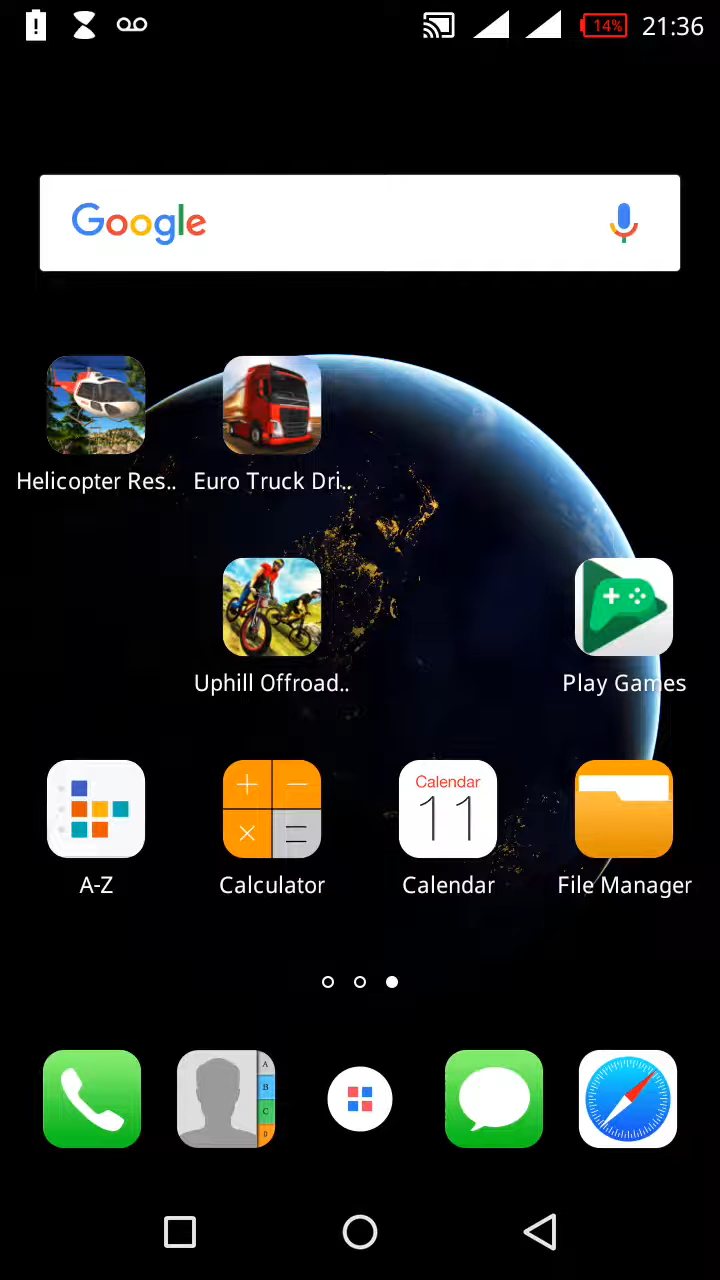 14% 21:36
Google
Helicopter Res.. Euro Truck Dri..
Uphill Offroad.. Play Games
Calendar
11
A-Z Calculator Calendar File Manager
A
B
C